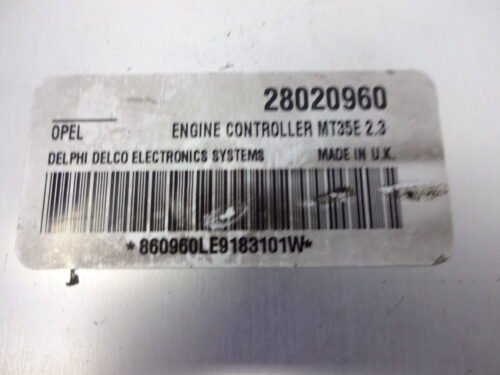 28020960
OPEL ENGINE CONTROLLER MT35E 2.3
DELPHI DELCO ELECTRONICS SYSTEMS MADE IN U.K.
*860960LE9183101W*